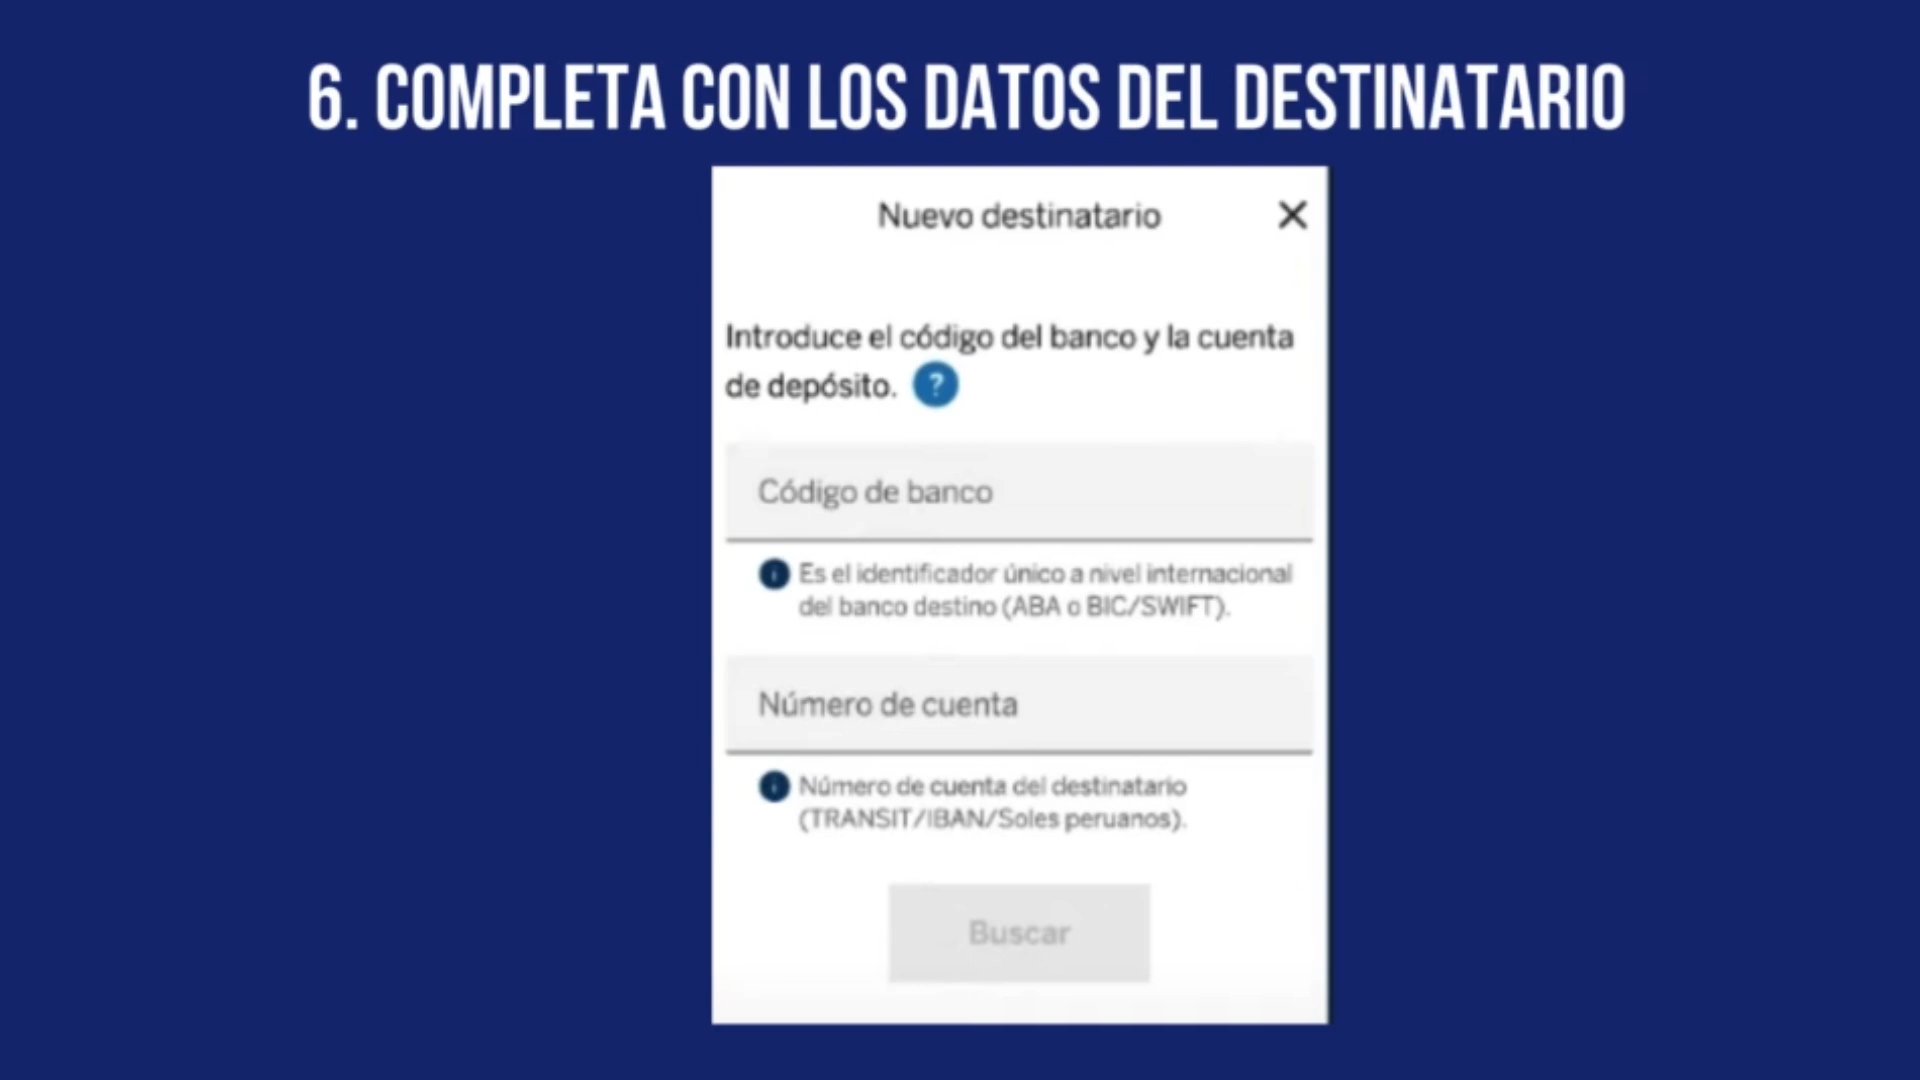 6. COMPLETA CON LOS DATOS DEL DESTINATARIO
Nuevo destinatario
Introduce el código del banco y la cuenta
de depósito. ?
Código de banco
Es el identificador único a nivel internacional
del banco destino (ABA o BIC/SWIFT).
Número de cuenta
Número de cuenta del destinatario
(TRANSIT/IBAN/Soles peruanos).
Buscar